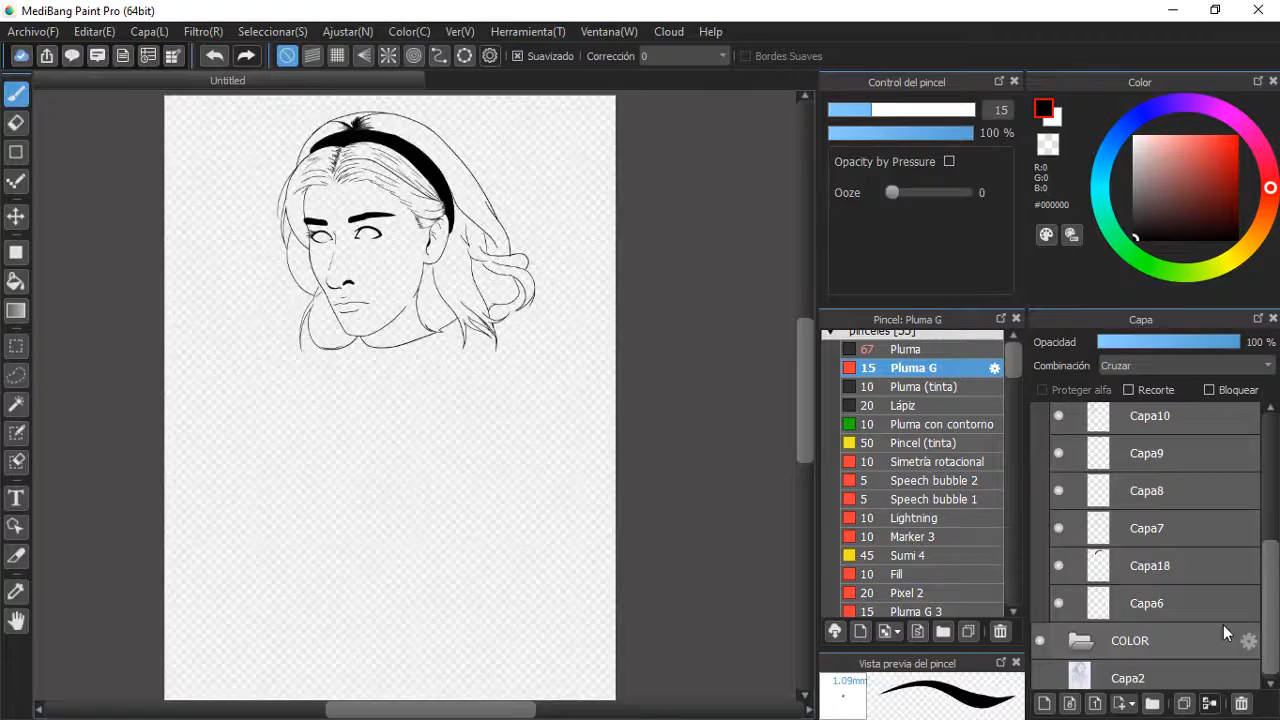 MediBang Paint Pro (64bit)
Archivo(F) Editar(E) Capa(L) Filtro(R) Seleccionar(S) Ajustar(N) Color(C) Ver(V) Herramienta(T) Ventana(W) Cloud Help
Suavizado Corrección 0 Bordes Suaves
Untitled
Control del pincel
15
100 %
Opacity by Pressure
Ooze 0
Color
R:0
G:0
B:0
#000000
Pincel: Pluma G
67 Pluma
15 Pluma G
10 Pluma (tinta)
20 Lápiz
10 Pluma con contorno
50 Pincel (tinta)
10 Simetría rotacional
5 Speech bubble 2
5 Speech bubble 1
10 Lightning
10 Marker 3
45 Sumi 4
10 Fill
20 Pixel 2
15 Pluma G 3
Vista previa del pincel
1.09mm
Capa
Opacidad 100 %
Combinación Cruzar
Proteger alfa Recorte Bloquear
Capa10
Capa9
Capa8
Capa7
Capa18
Capa6
COLOR
Capa2